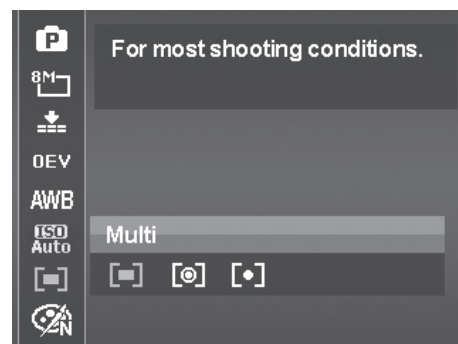 P
For most shooting conditions.
8M
0EV
AWB
ISO
Auto
Multi
N